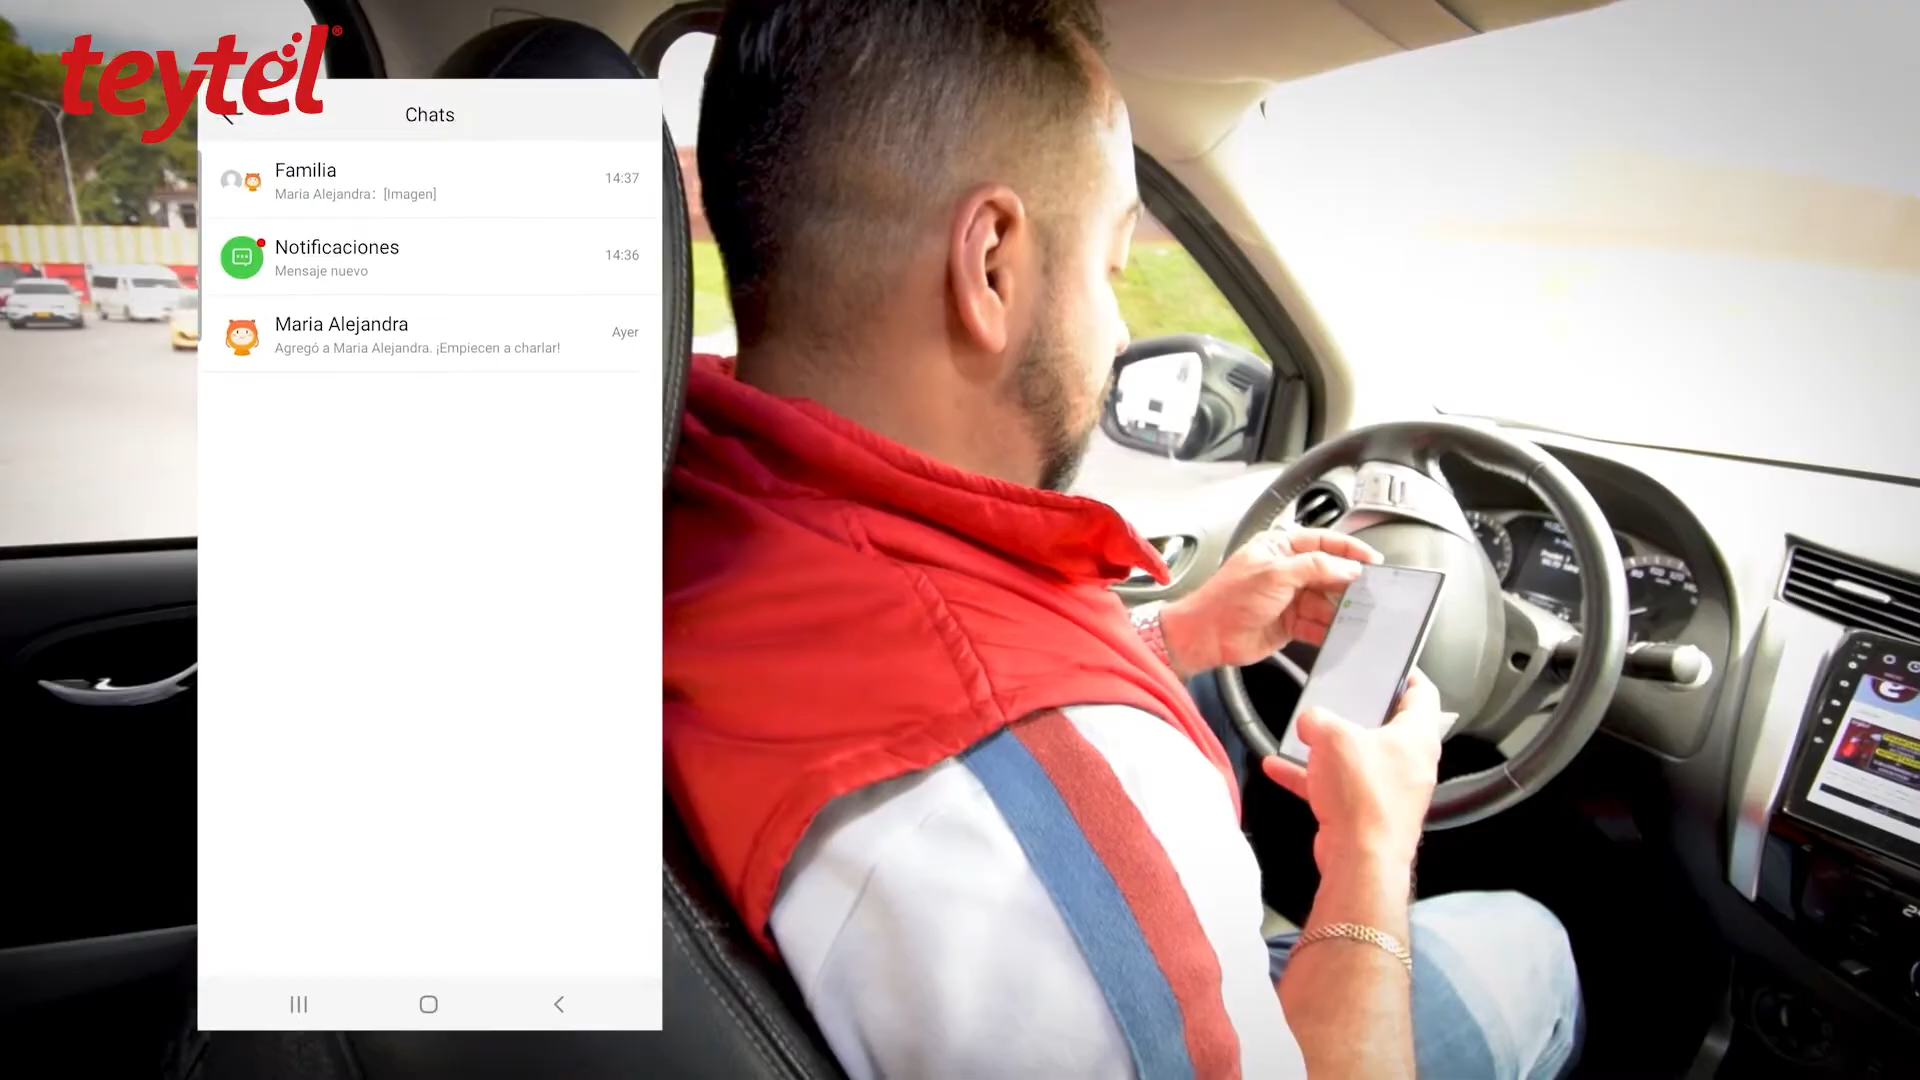 teytel®
Chats
Familia
14:37
Maria Alejandra: [Imagen]
Notificaciones
14:36
Mensaje nuevo
Maria Alejandra
Ayer
Agregó a Maria Alejandra. ¡Empiecen a charlar!